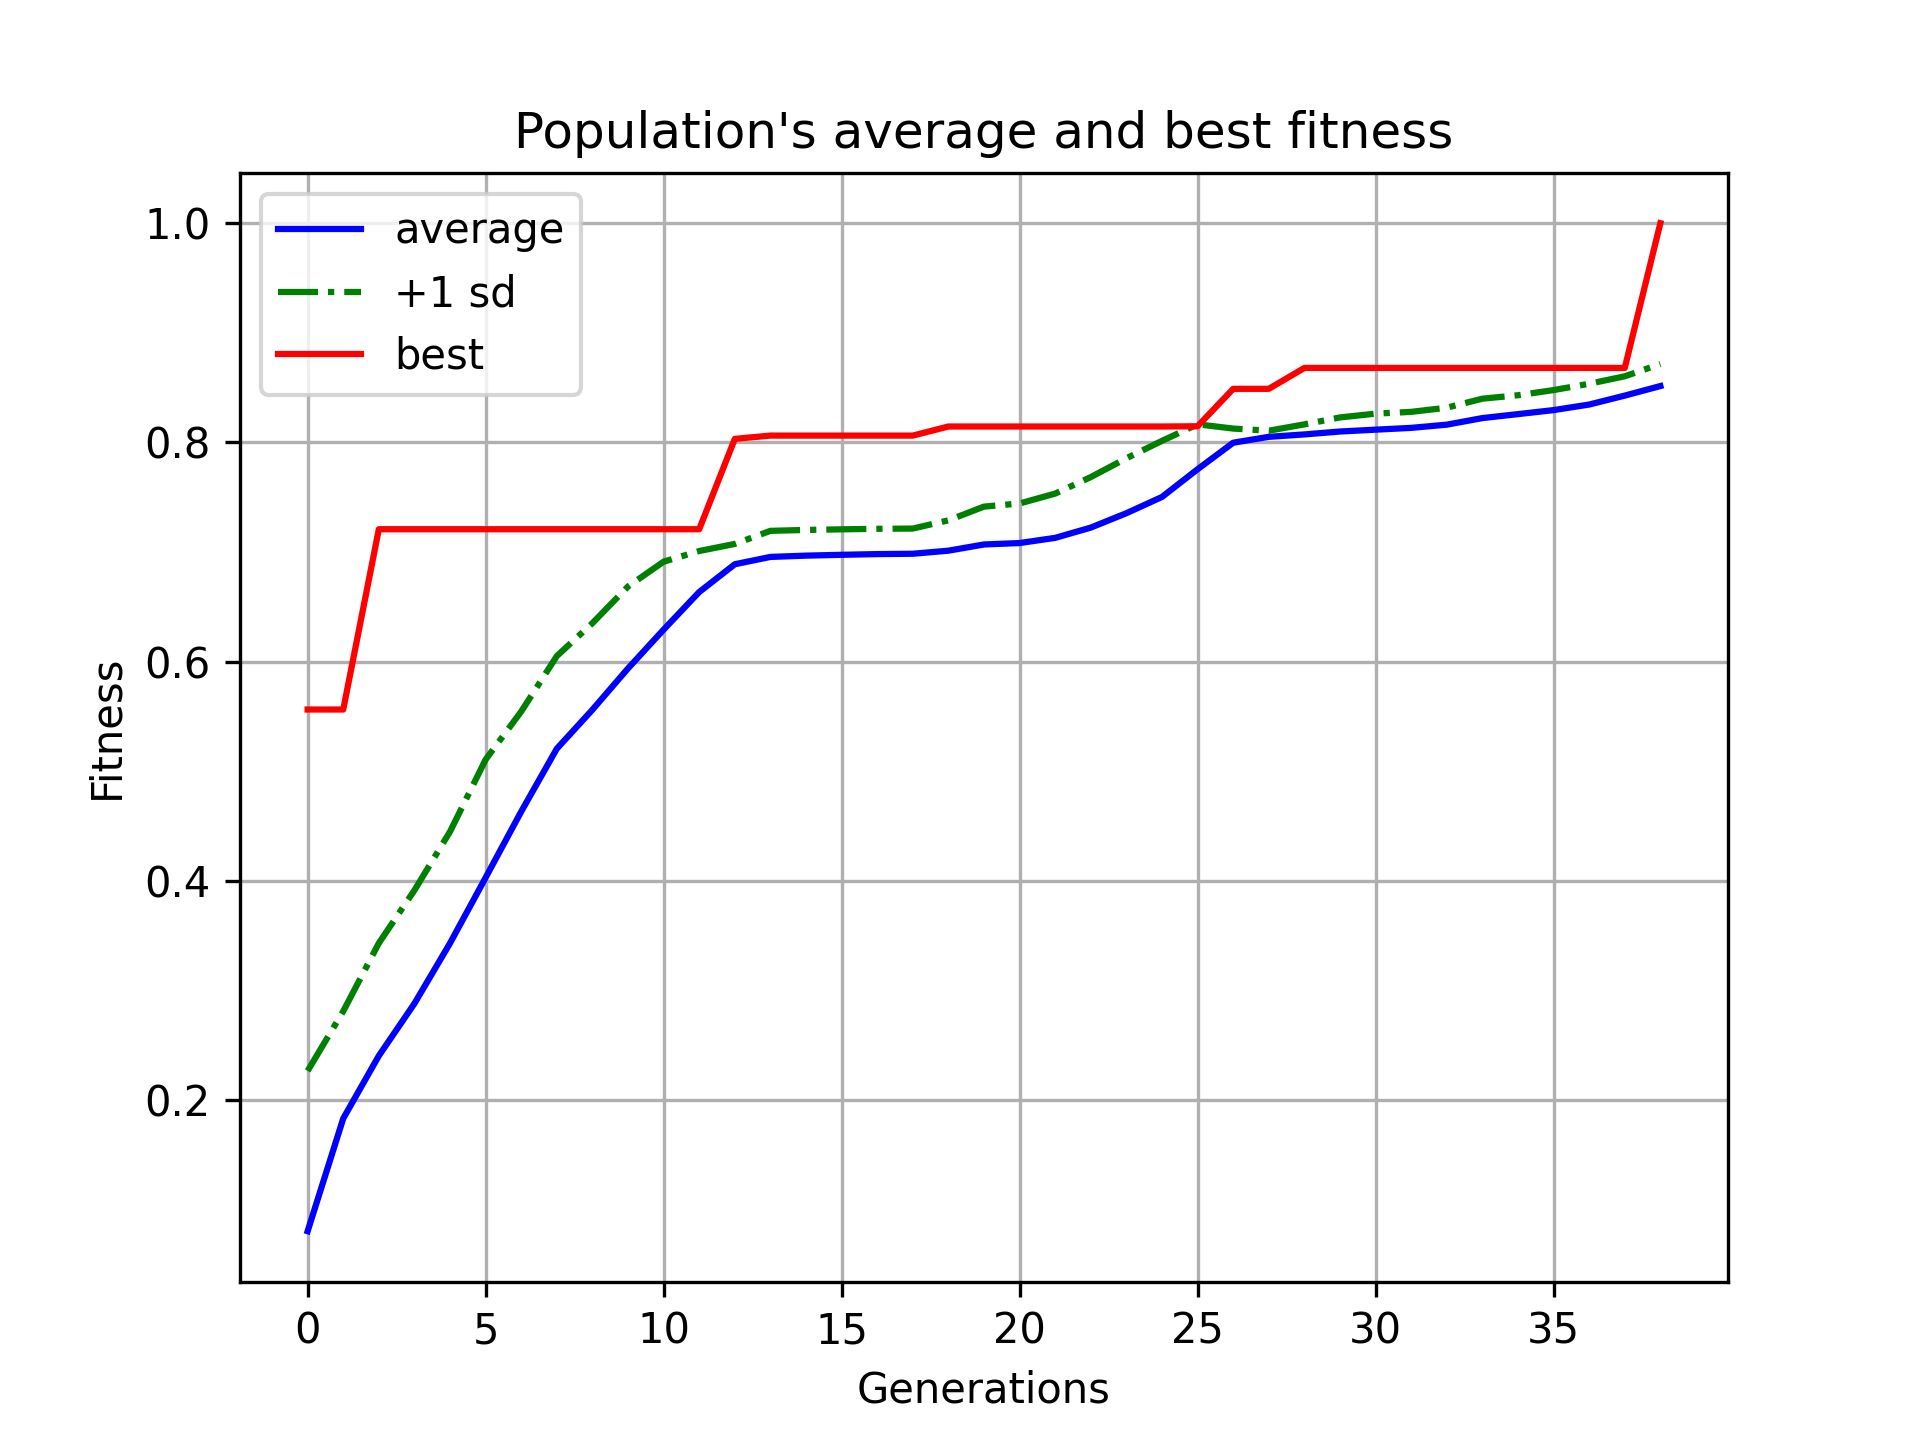 Population's average and best fitness
average
+1 sd
best
1.0
0.8
0.6
0.4
0.2
Fitness
0 5 10 15 20 25 30 35
Generations